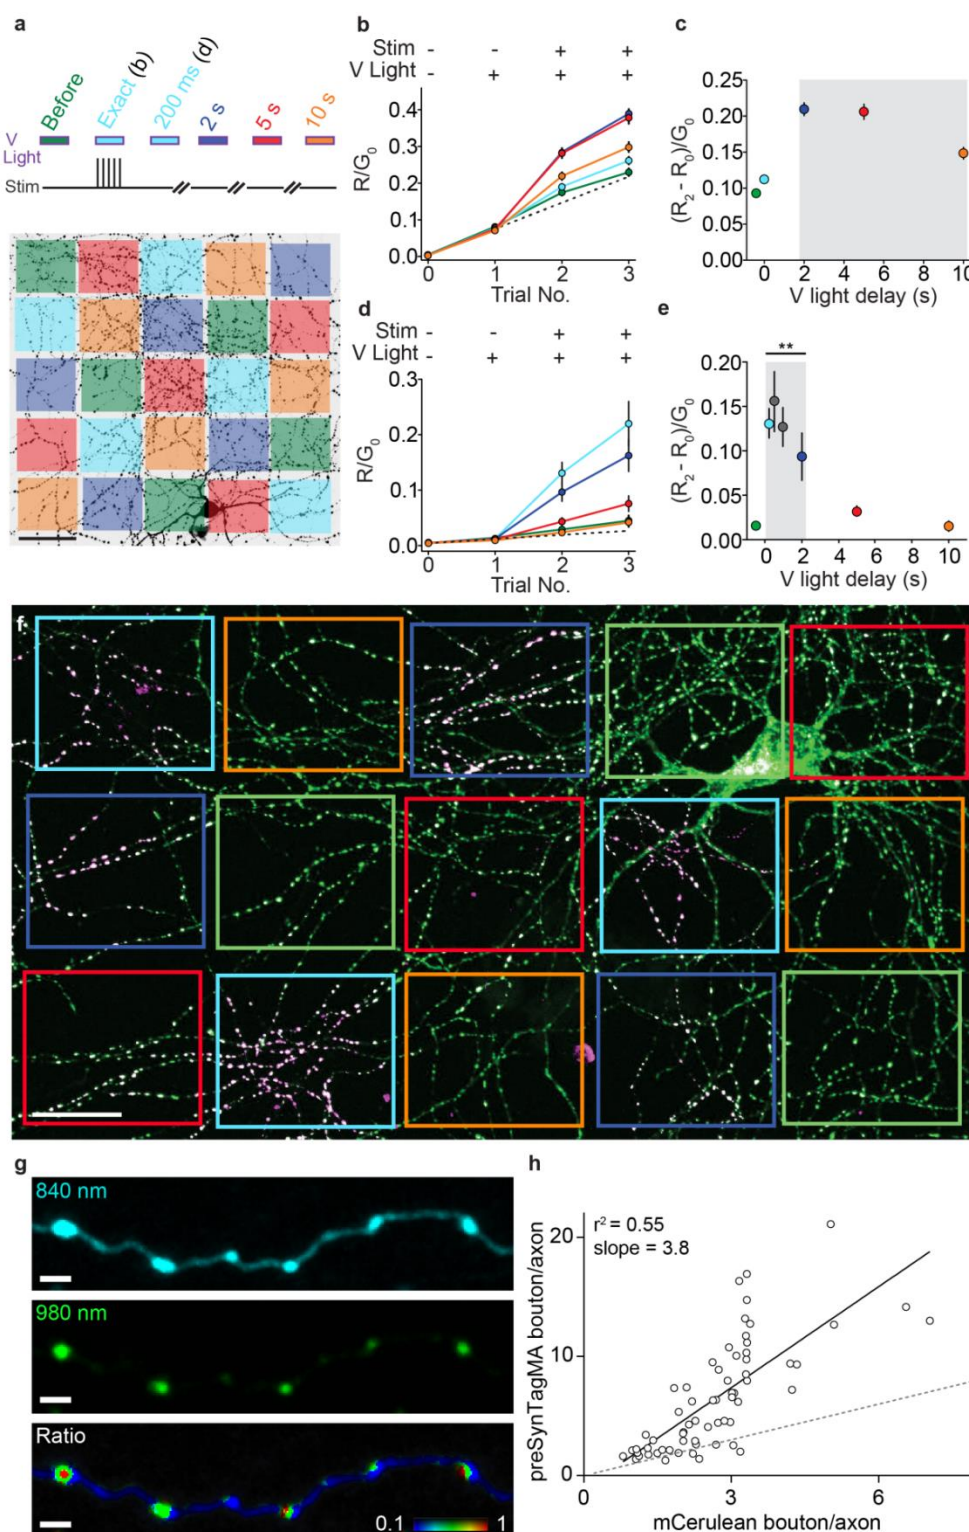 a
Before
Exact (b)
200 ms (d)
2 s
5 s
10 s
V
Light
Stim
b
Stim - - + +
V Light - + + +
R/G0
0.4
0.3
0.2
0.1
0.0
0 1 2 3
Trial No.
c
(R2 - R0)/G0
0.25
0.20
0.15
0.10
0.05
0.00
0 2 4 6 8 10
V light delay (s)
d
Stim - - + +
V Light - + + +
R/G0
0.3
0.2
0.1
0.0
0 1 2 3
Trial No.
e
**
(R2 - R0)/G0
0.20
0.15
0.10
0.05
0.00
0 2 4 6 8 10
V light delay (s)
f
g
840 nm
980 nm
Ratio
0.1 1
h
r² = 0.55
slope = 3.8
preSynTagMA bouton/axon
20
10
0
0 3 6
mCerulean bouton/axon